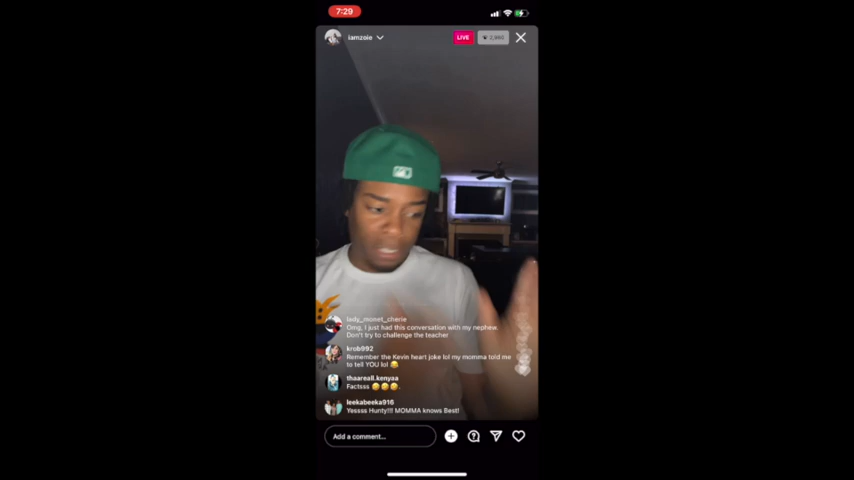 7:29
iamzoie
LIVE
lady_monet_cherie
Omg, I just had this conversation with my nephew.
Don't try to challenge the teacher
krob992
Remember the Kevin heart joke lol my momma told me
to tell YOU lol 😂
thaarea8.kenyaa
Factsss 🤣🤣🤣.
leekabeeka916
Yessss Hunty!!! MOMMA knows Best!
Add a comment...